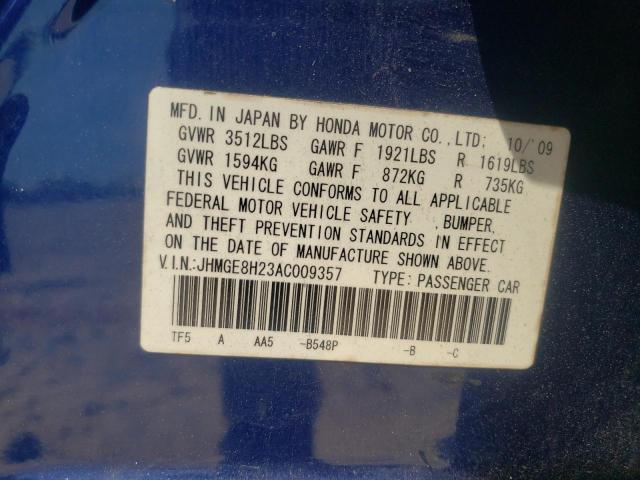 MFD. IN JAPAN BY HONDA MOTOR CO.,LTD; 10/'09
GVWR 3512LBS GAWR F 1921LBS R 1619LBS
GVWR 1594KG GAWR F 872KG R 735KG
THIS VEHICLE CONFORMS TO ALL APPLICABLE
FEDERAL MOTOR VEHICLE SAFETY ,BUMPER,
AND THEFT PREVENTION STANDARDS IN EFFECT
ON THE DATE OF MANUFACTURE SHOWN ABOVE.
V.I.N.:JHMGE8H23AC009357 TYPE: PASSENGER CAR
TF5 A AA5 -B548P -B -C